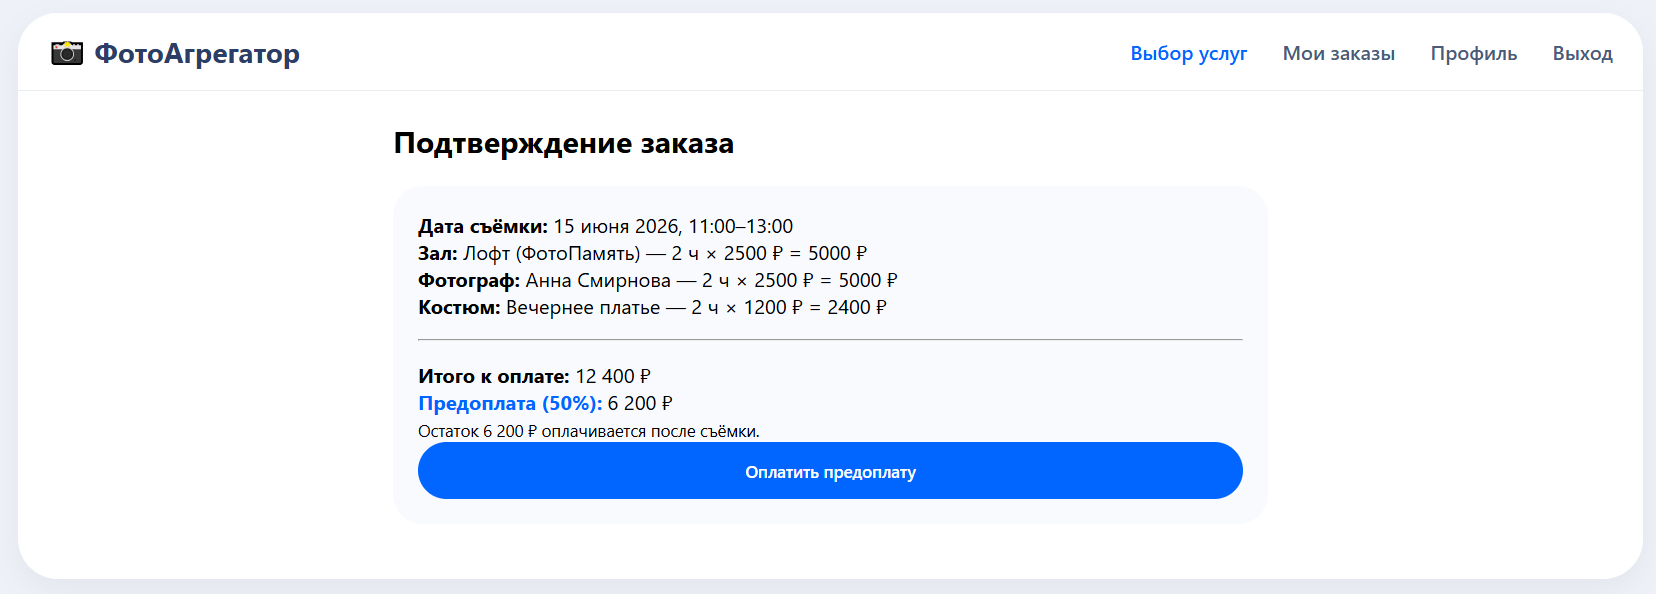 ФотоАгрегатор
Выбор услуг
Мои заказы
Профиль
Выход
Подтверждение заказа
Дата съёмки: 15 июня 2026, 11:00–13:00
Зал: Лофт (ФотоПамять) — 2 ч × 2500 ₽ = 5000 ₽
Фотограф: Анна Смирнова — 2 ч × 2500 ₽ = 5000 ₽
Костюм: Вечернее платье — 2 ч × 1200 ₽ = 2400 ₽
Итого к оплате: 12 400 ₽
Предоплата (50%): 6 200 ₽
Остаток 6 200 ₽ оплачивается после съёмки.
Оплатить предоплату